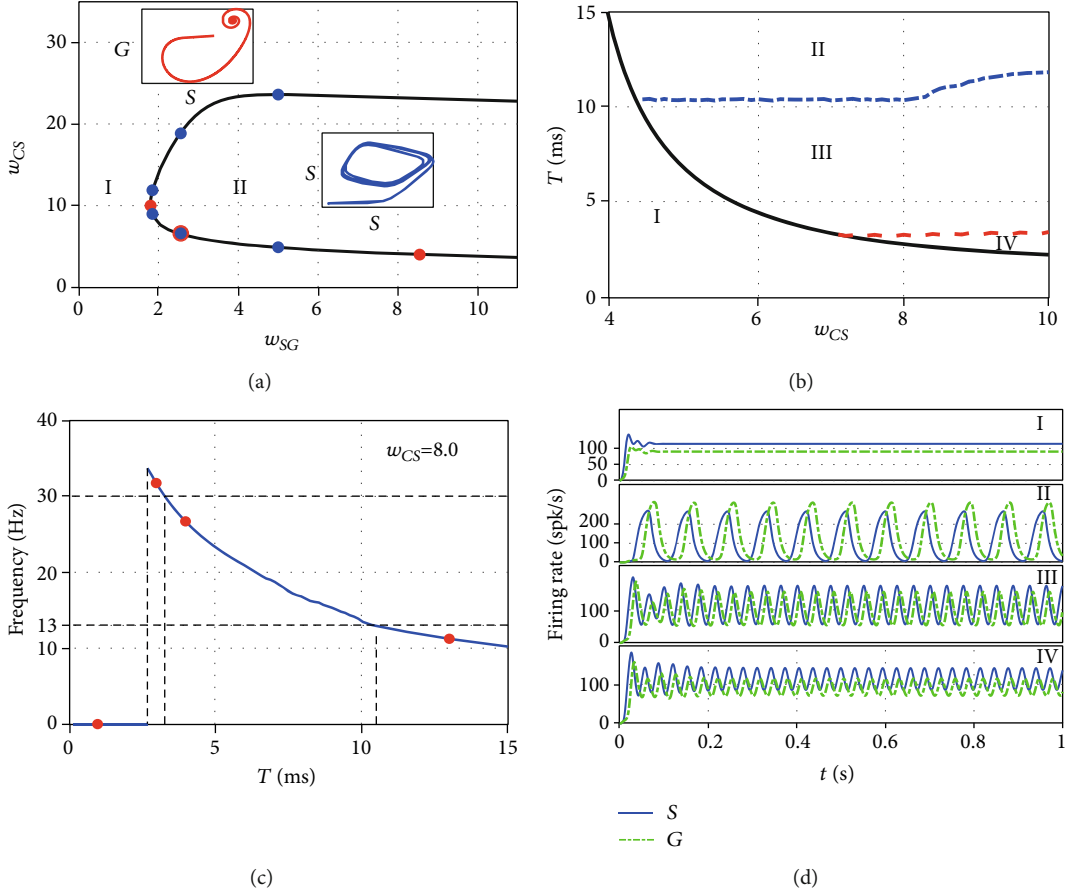 30
20
10
0
w_CS
G
S
S
S
I
II
2
4
6
8
10
w_SG
(a)
15
10
5
0
T (ms)
II
III
I
IV
4
6
8
10
w_CS
(b)
40
30
20
13
10
0
Frequency (Hz)
w_CS=8.0
0
5
10
15
T (ms)
(c)
Firing rate (spk/s)
100
50
0
I
200
100
0
II
100
0
III
100
0
IV
0
0.2
0.4
0.6
0.8
1
t (s)
S
G
(d)